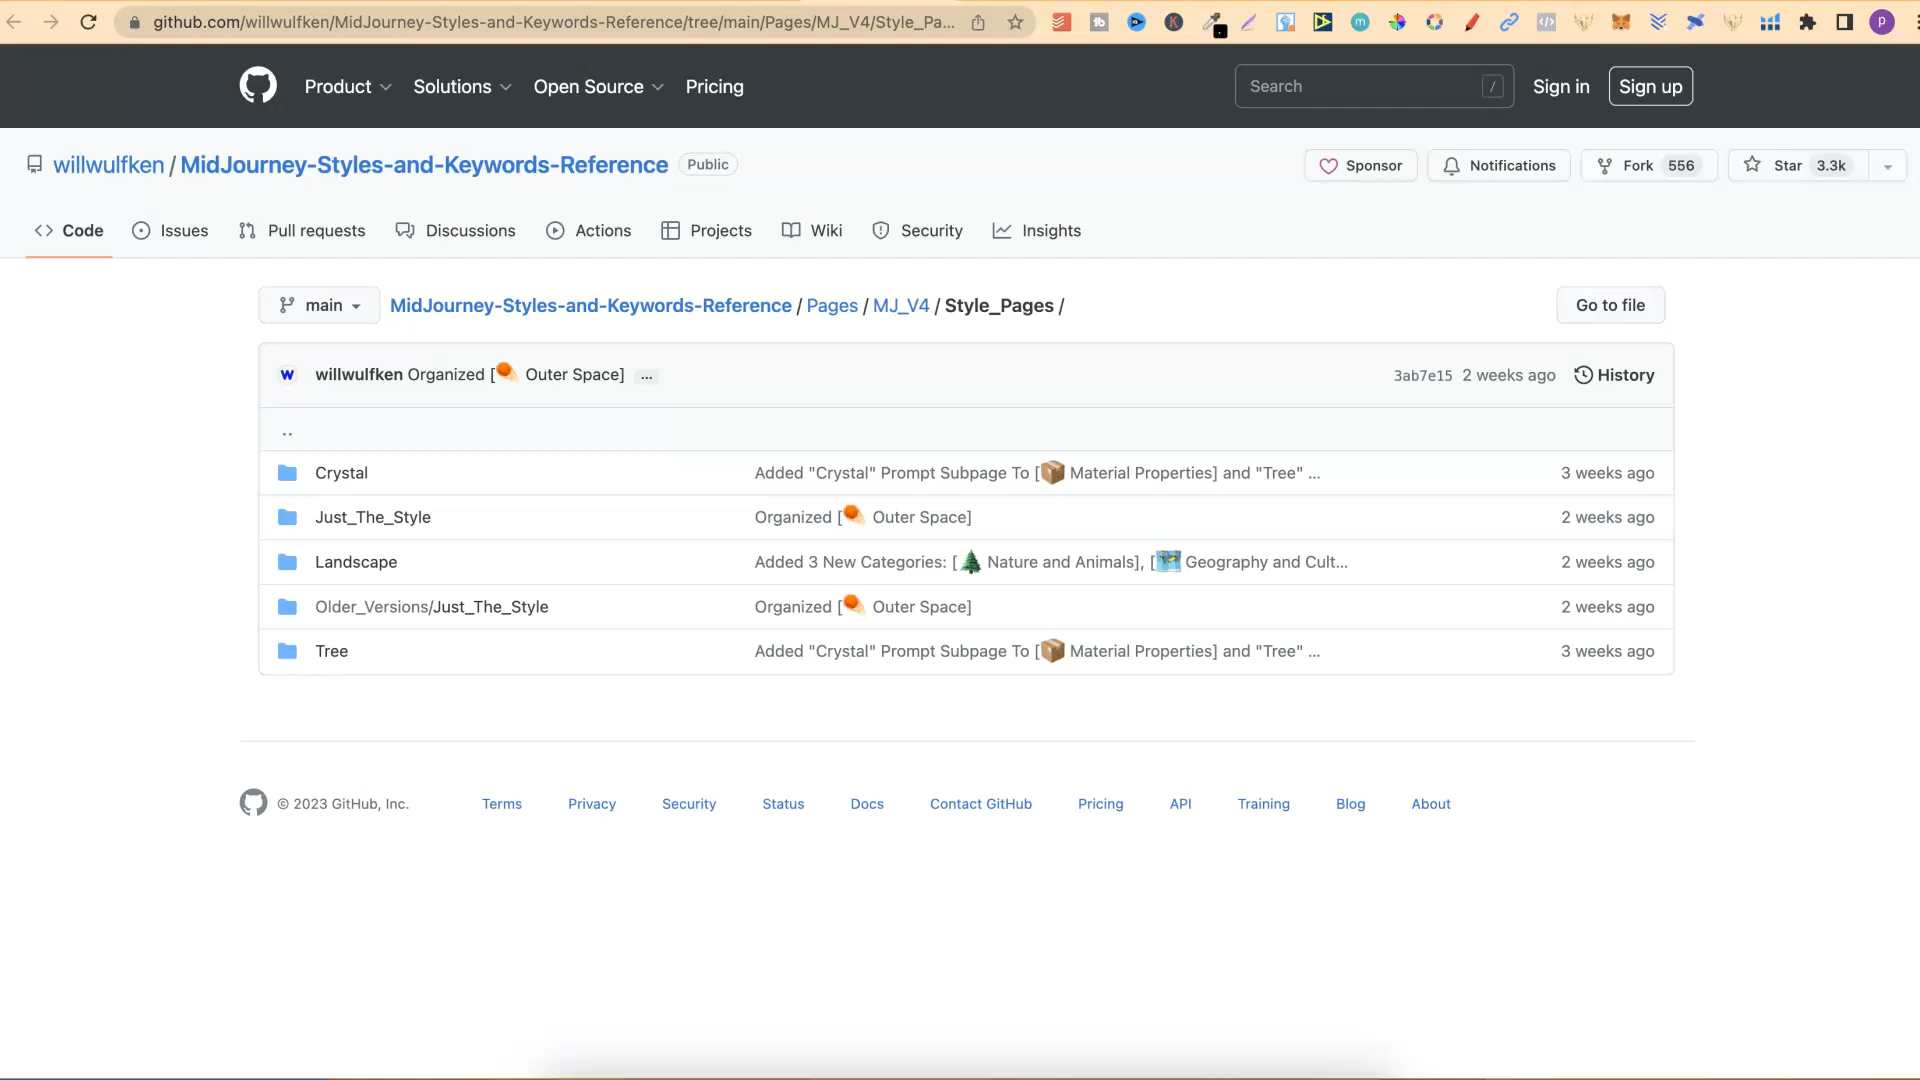 github.com/willwulfken/MidJourney-Styles-and-Keywords-Reference/tree/main/Pages/MJ_V4/Style_Pa...
Product Solutions Open Source Pricing Search / Sign in Sign up
willwulfken / MidJourney-Styles-and-Keywords-Reference Public Sponsor Notifications Fork 556 Star 3.3k
Code Issues Pull requests Discussions Actions Projects Wiki Security Insights
main MidJourney-Styles-and-Keywords-Reference / Pages / MJ_V4 / Style_Pages / Go to file
W willwulfken Organized [☄️ Outer Space] ... 3ab7e15 2 weeks ago History
..
Crystal Added "Crystal" Prompt Subpage To [📦 Material Properties] and "Tree" ... 3 weeks ago
Just_The_Style Organized [☄️ Outer Space] 2 weeks ago
Landscape Added 3 New Categories: [🌲 Nature and Animals], [🗺️ Geography and Cult... 2 weeks ago
Older_Versions/Just_The_Style Organized [☄️ Outer Space] 2 weeks ago
Tree Added "Crystal" Prompt Subpage To [📦 Material Properties] and "Tree" ... 3 weeks ago
© 2023 GitHub, Inc. Terms Privacy Security Status Docs Contact GitHub Pricing API Training Blog About